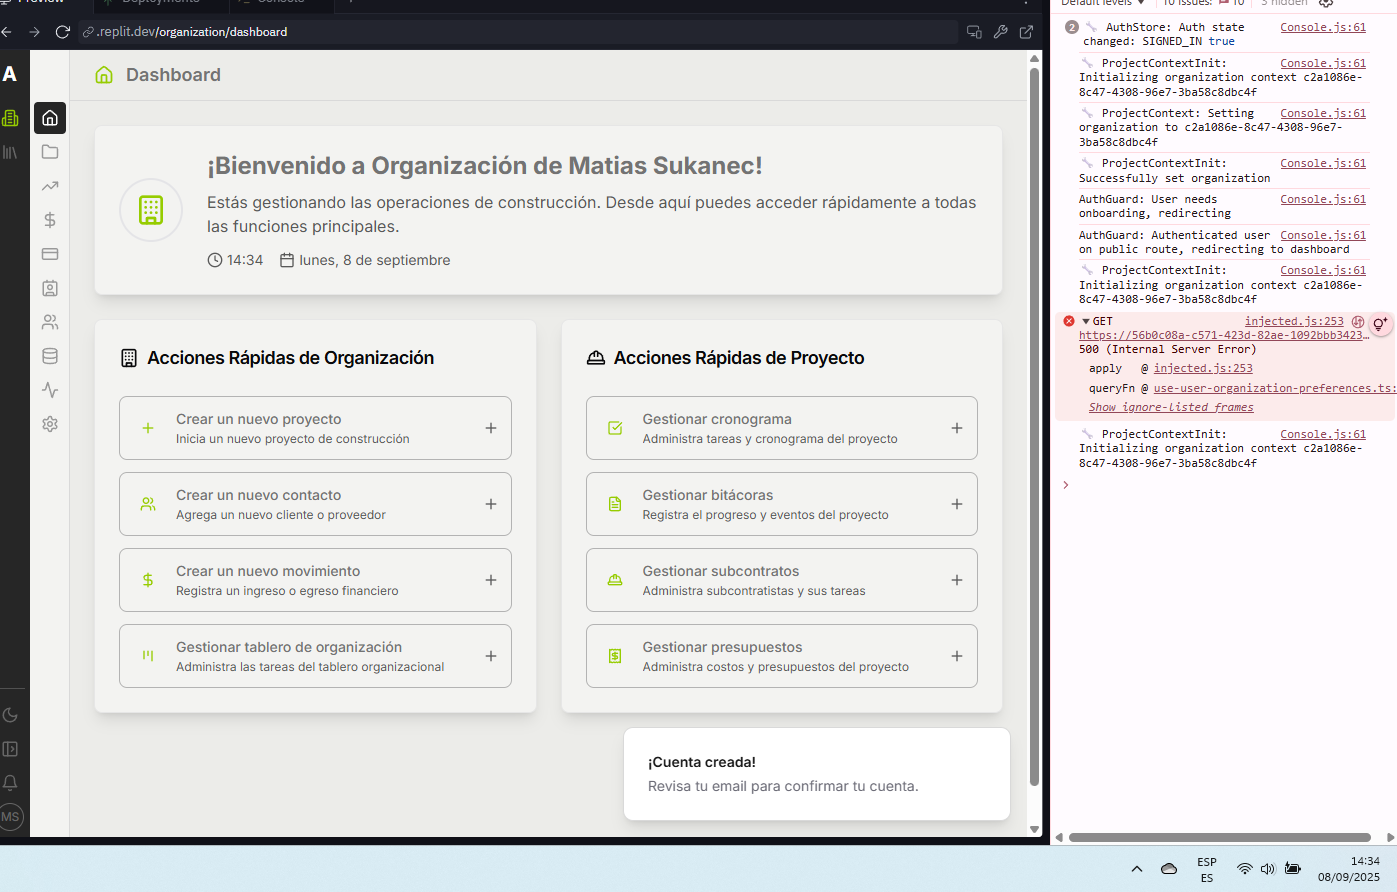 Preview
Deployments
Console
.replit.dev/organization/dashboard
A
Dashboard
¡Bienvenido a Organización de Matias Sukanec!
Estás gestionando las operaciones de construcción. Desde aquí puedes acceder rápidamente a todas
las funciones principales.
14:34 lunes, 8 de septiembre
Acciones Rápidas de Organización
Crear un nuevo proyecto
Inicia un nuevo proyecto de construcción
Crear un nuevo contacto
Agrega un nuevo cliente o proveedor
Crear un nuevo movimiento
Registra un ingreso o egreso financiero
Gestionar tablero de organización
Administra las tareas del tablero organizacional
Acciones Rápidas de Proyecto
Gestionar cronograma
Administra tareas y cronograma del proyecto
Gestionar bitácoras
Registra el progreso y eventos del proyecto
Gestionar subcontratos
Administra subcontratistas y sus tareas
Gestionar presupuestos
Administra costos y presupuestos del proyecto
¡Cuenta creada!
Revisa tu email para confirmar tu cuenta.
MS
Default levels 10 Issues: 10 3 hidden
2 AuthStore: Auth state Console.js:61
changed: SIGNED_IN true
ProjectContextInit: Console.js:61
Initializing organization context c2a1086e-
8c47-4308-96e7-3ba58c8dbc4f
ProjectContext: Setting Console.js:61
organization to c2a1086e-8c47-4308-96e7-
3ba58c8dbc4f
ProjectContextInit: Console.js:61
Successfully set organization
AuthGuard: User needs Console.js:61
onboarding, redirecting
AuthGuard: Authenticated user Console.js:61
on public route, redirecting to dashboard
ProjectContextInit: Console.js:61
Initializing organization context c2a1086e-
8c47-4308-96e7-3ba58c8dbc4f
GET injected.js:253
https://56b0c08a-c571-423d-82ae-1092bbb3423…
500 (Internal Server Error)
apply @ injected.js:253
queryFn @ use-user-organization-preferences.ts:
Show ignore-listed frames
ProjectContextInit: Console.js:61
Initializing organization context c2a1086e-
8c47-4308-96e7-3ba58c8dbc4f
ESP
ES
14:34
08/09/2025